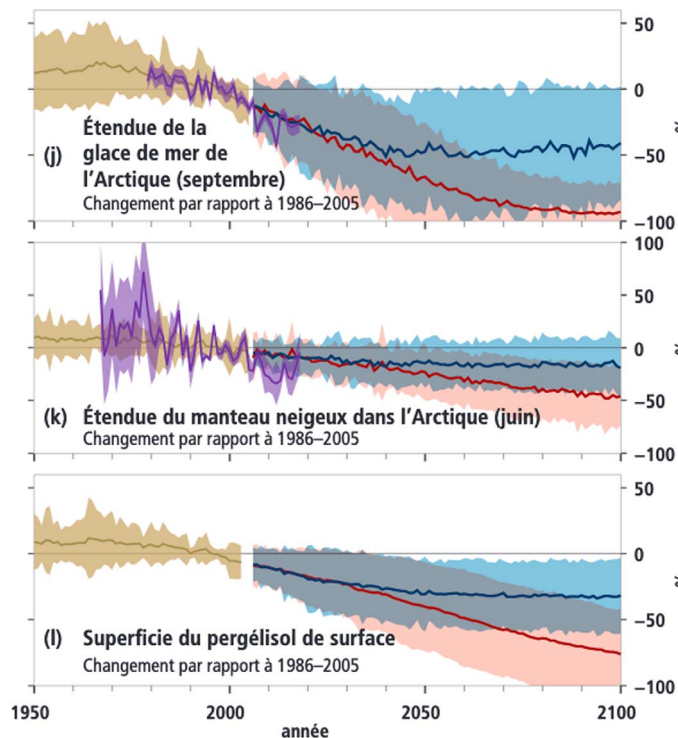 50
0
−50
−100
(j) Étendue de la
glace de mer de
l’Arctique (septembre)
Changement par rapport à 1986–2005
100
50
0
−50
−100
(k) Étendue du manteau neigeux dans l’Arctique (juin)
Changement par rapport à 1986–2005
50
0
−50
−100
(l) Superficie du pergélisol de surface
Changement par rapport à 1986–2005
1950 2000 2050 2100
année